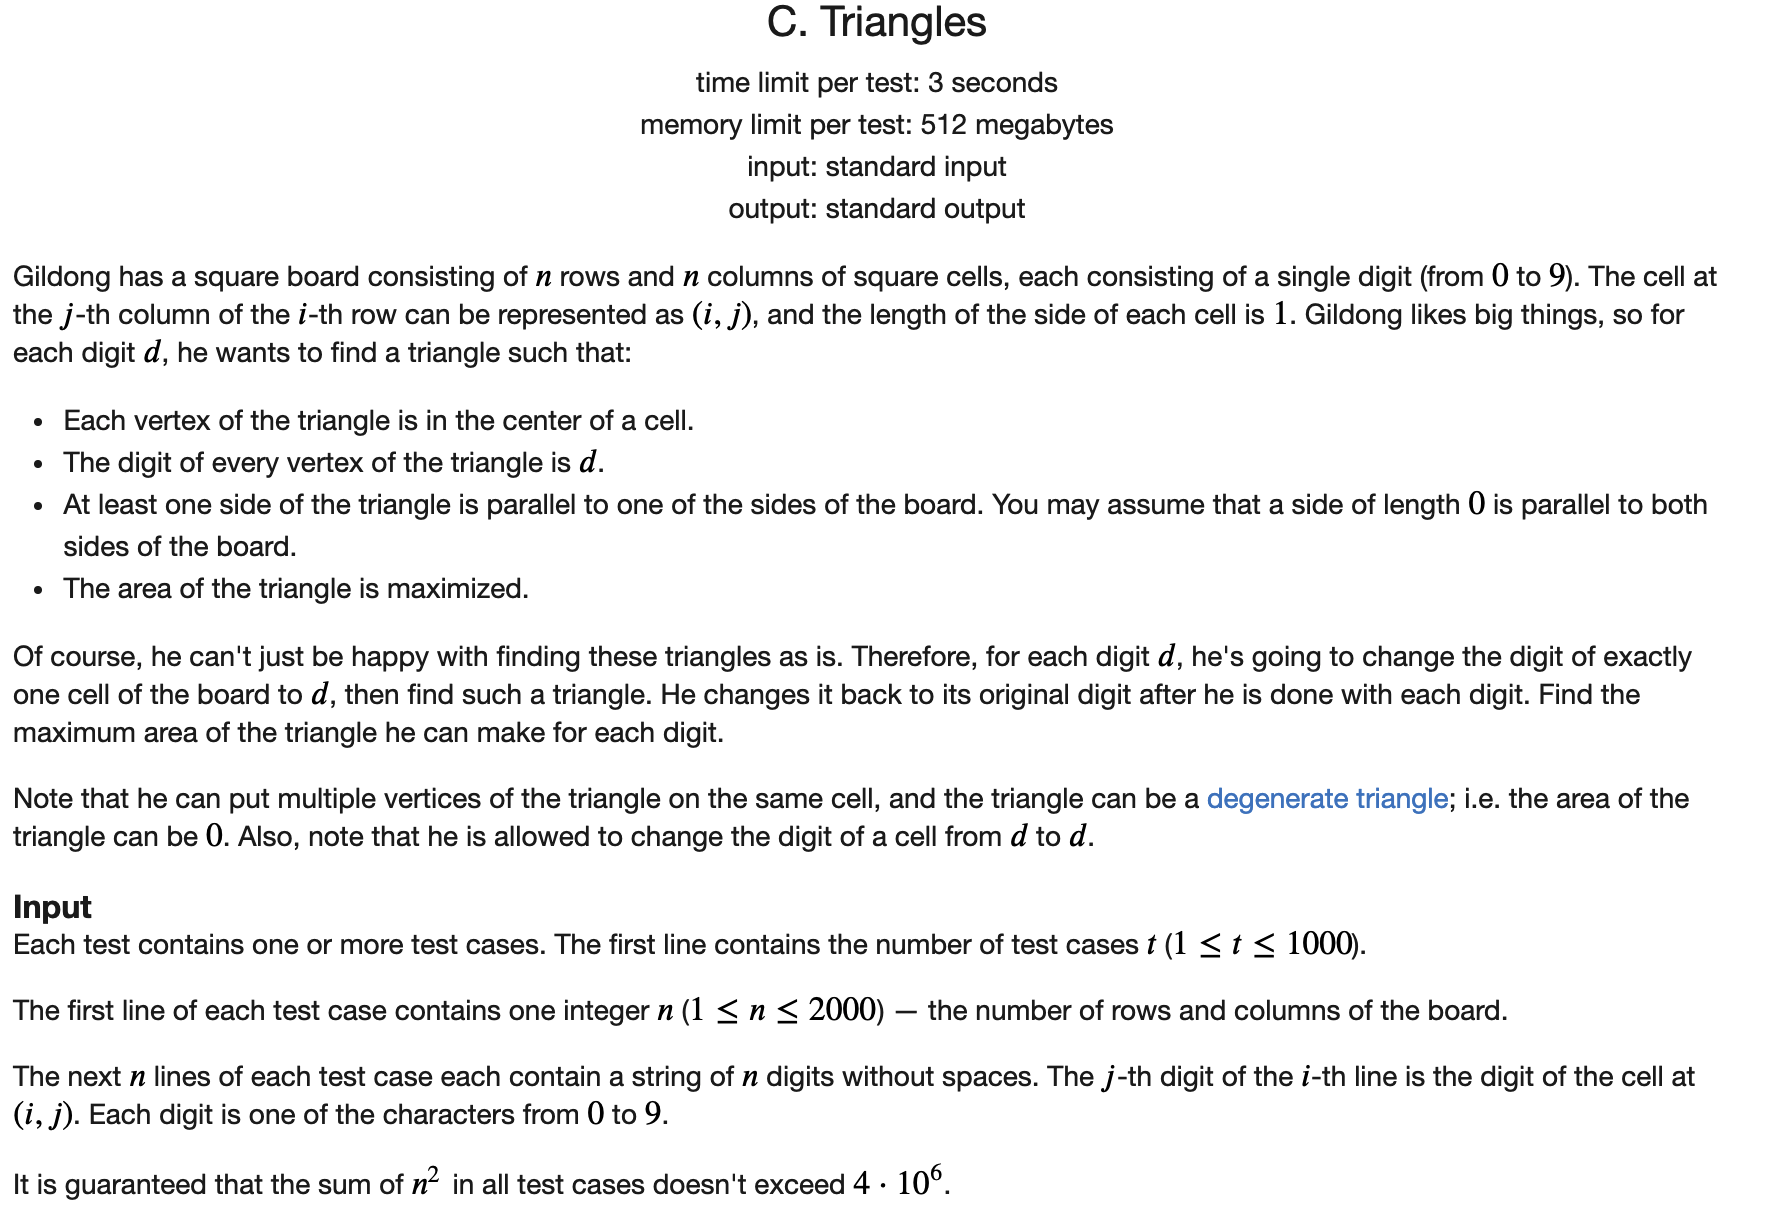 C. Triangles
time limit per test: 3 seconds
memory limit per test: 512 megabytes
input: standard input
output: standard output
Gildong has a square board consisting of n rows and n columns of square cells, each consisting of a single digit (from 0 to 9). The cell at
the j-th column of the i-th row can be represented as (i, j), and the length of the side of each cell is 1. Gildong likes big things, so for
each digit d, he wants to find a triangle such that:
• Each vertex of the triangle is in the center of a cell.
• The digit of every vertex of the triangle is d.
• At least one side of the triangle is parallel to one of the sides of the board. You may assume that a side of length 0 is parallel to both
sides of the board.
• The area of the triangle is maximized.
Of course, he can't just be happy with finding these triangles as is. Therefore, for each digit d, he's going to change the digit of exactly
one cell of the board to d, then find such a triangle. He changes it back to its original digit after he is done with each digit. Find the
maximum area of the triangle he can make for each digit.
Note that he can put multiple vertices of the triangle on the same cell, and the triangle can be a degenerate triangle; i.e. the area of the
triangle can be 0. Also, note that he is allowed to change the digit of a cell from d to d.
Input
Each test contains one or more test cases. The first line contains the number of test cases t (1 ≤ t ≤ 1000).
The first line of each test case contains one integer n (1 ≤ n ≤ 2000) — the number of rows and columns of the board.
The next n lines of each test case each contain a string of n digits without spaces. The j-th digit of the i-th line is the digit of the cell at
(i, j). Each digit is one of the characters from 0 to 9.
It is guaranteed that the sum of n² in all test cases doesn't exceed 4 · 10⁶.